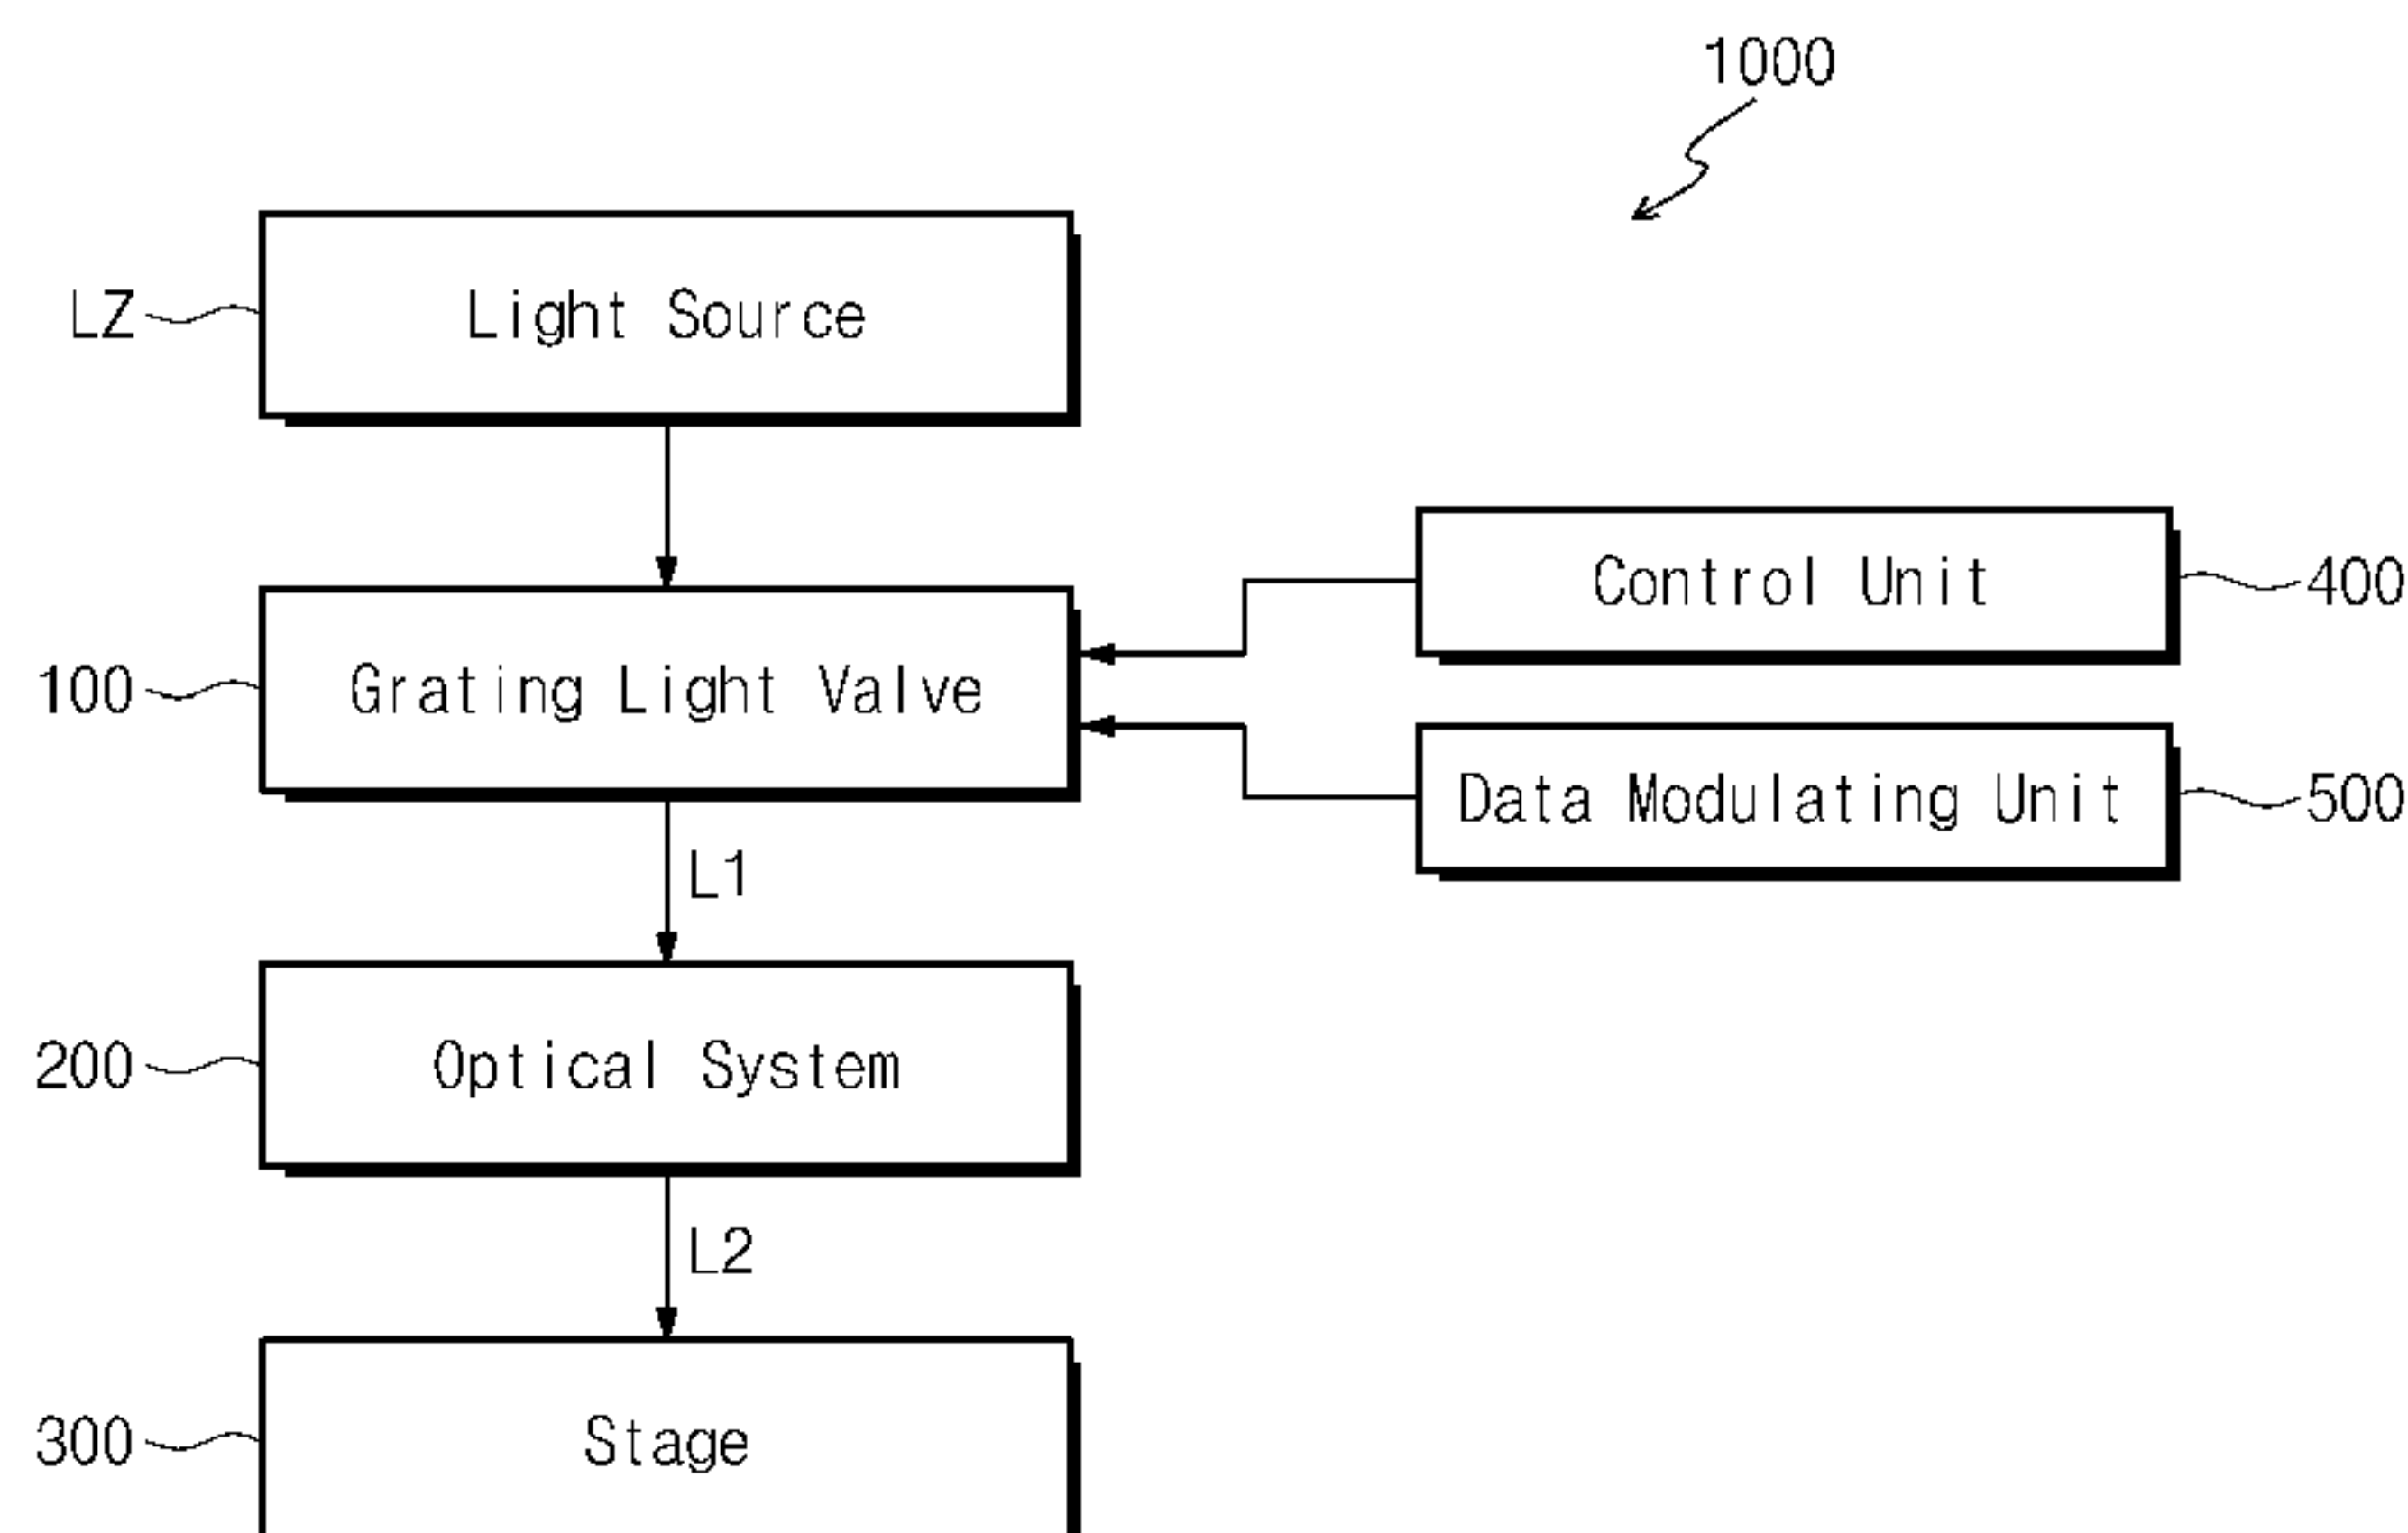 1000
LZ
Light Source
Control Unit
400
100
Grating Light Valve
Data Modulating Unit
500
L1
200
Optical System
L2
300
Stage